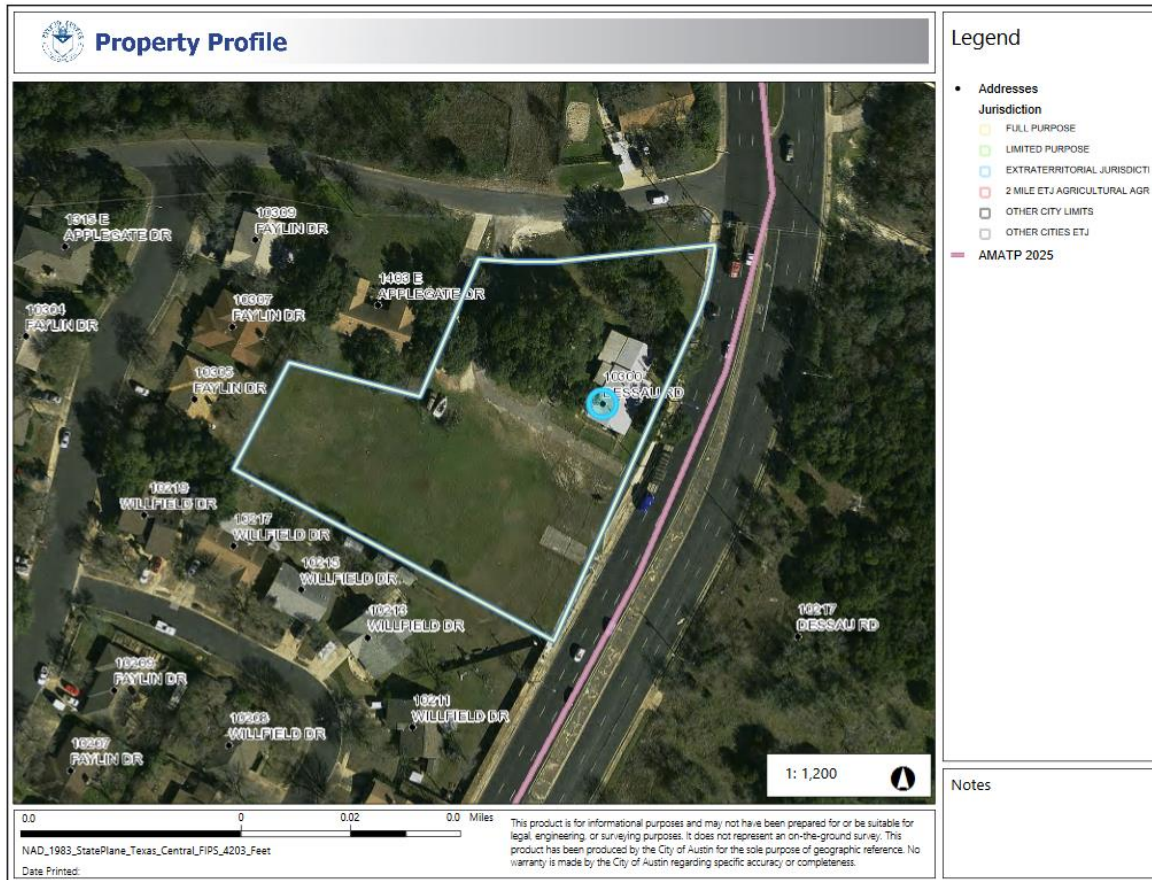 Property Profile
Legend
Addresses
Jurisdiction
FULL PURPOSE
LIMITED PURPOSE
EXTRATERRITORIAL JURISDICTI
2 MILE ETJ AGRICULTURAL AGR
OTHER CITY LIMITS
OTHER CITIES ETJ
AMATP 2025
1315 E
APPLEGATE DR
10309
FAYLIN DR
1403 E
APPLEGATE DR
10304
FAYLIN DR
10307
FAYLIN DR
10305
FAYLIN DR
10300
DESSAU RD
10219
WILLFIELD DR
10217
WILLFIELD DR
10215
WILLFIELD DR
10213
WILLFIELD DR
10217
DESSAU RD
10209
FAYLIN DR
10211
WILLFIELD DR
10208
WILLFIELD DR
10207
FAYLIN DR
1: 1,200
Notes
0.0 0 0.02 0.0 Miles
NAD_1983_StatePlane_Texas_Central_FIPS_4203_Feet
Date Printed:
This product is for informational purposes and may not have been prepared for or be suitable for
legal, engineering, or surveying purposes. It does not represent an on-the-ground survey. This
product has been produced by the City of Austin for the sole purpose of geographic reference. No
warranty is made by the City of Austin regarding specific accuracy or completeness.